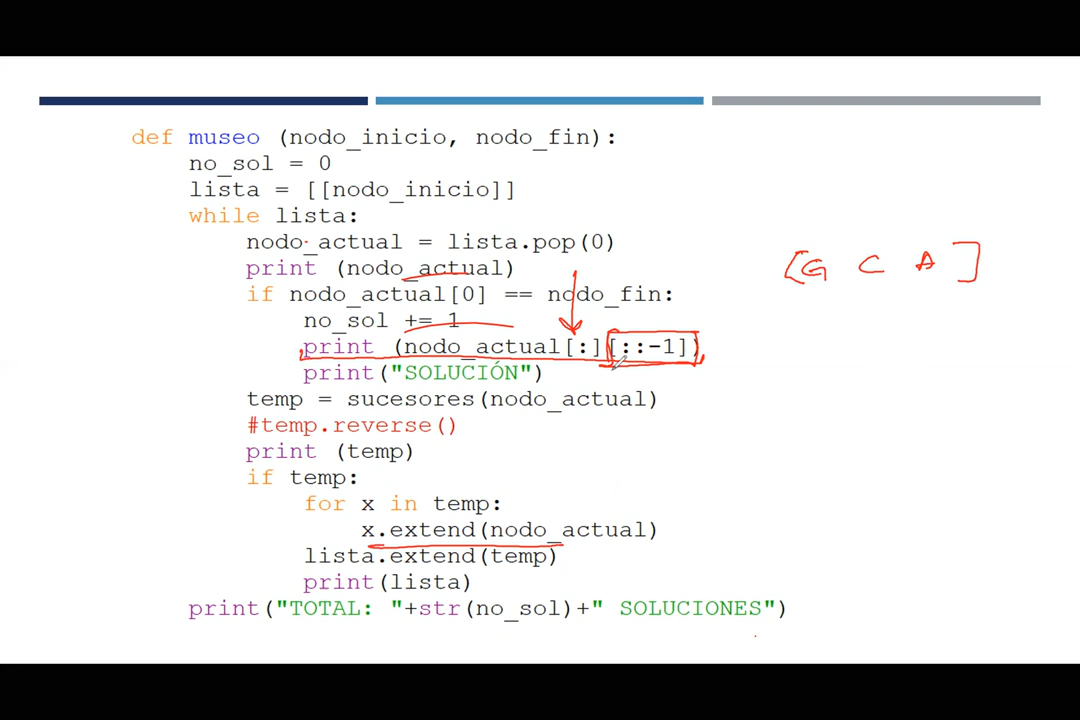 def museo (nodo_inicio, nodo_fin):
no_sol = 0
lista = [[nodo_inicio]]
while lista:
nodo_actual = lista.pop(0)
print (nodo_actual)
[G C A]
if nodo_actual[0] == nodo_fin:
no_sol += 1
print (nodo_actual[:][::-1])
print("SOLUCIÓN")
temp = sucesores(nodo_actual)
#temp.reverse()
print (temp)
if temp:
for x in temp:
x.extend(nodo_actual)
lista.extend(temp)
print(lista)
print("TOTAL: "+str(no_sol)+" SOLUCIONES")